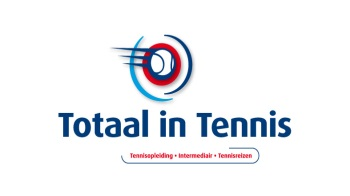 Totaal in Tennis
Tennisopleiding • Intermediair • Tennisreizen